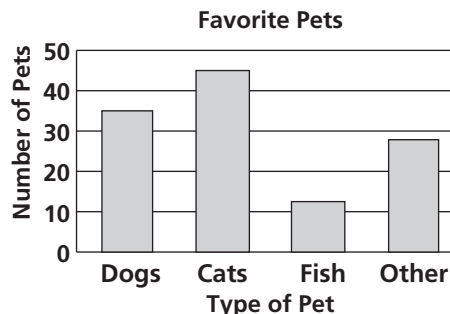 Favorite Pets
Number of Pets
50
40
30
20
10
0
Dogs Cats Fish Other
Type of Pet